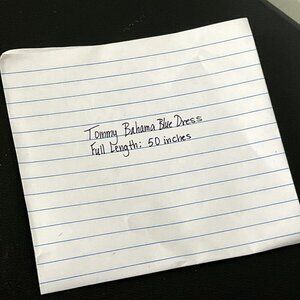 Tommy Bahama Blue Dress
Full Length: 50 inches